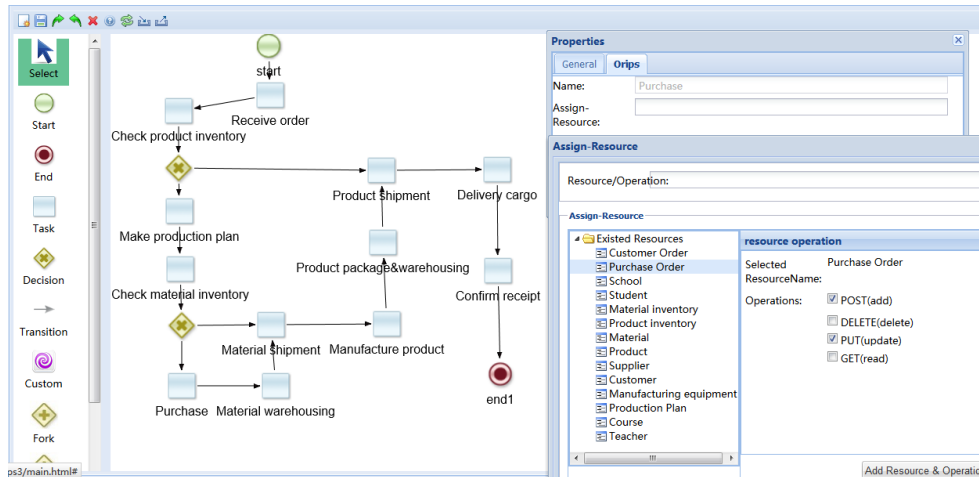 Select
Start
End
Task
Decision
Transition
Custom
Fork
ps3/main.html#
start
Receive order
Check product inventory
Product shipment
Delivery cargo
Make production plan
Product package&warehousing
Check material inventory
Confirm receipt
Material shipment
Manufacture product
Purchase
Material warehousing
end1
Properties
General
Orips
Name:
Purchase
Assign-
Resource:
Assign-Resource
Resource/Operation:
Assign-Resource
Existed Resources
Customer Order
Purchase Order
School
Student
Material inventory
Product inventory
Material
Product
Supplier
Customer
Manufacturing equipment
Production Plan
Course
Teacher
resource operation
Selected
ResourceName:
Purchase Order
Operations:
POST(add)
DELETE(delete)
PUT(update)
GET(read)
Add Resource & Operatio